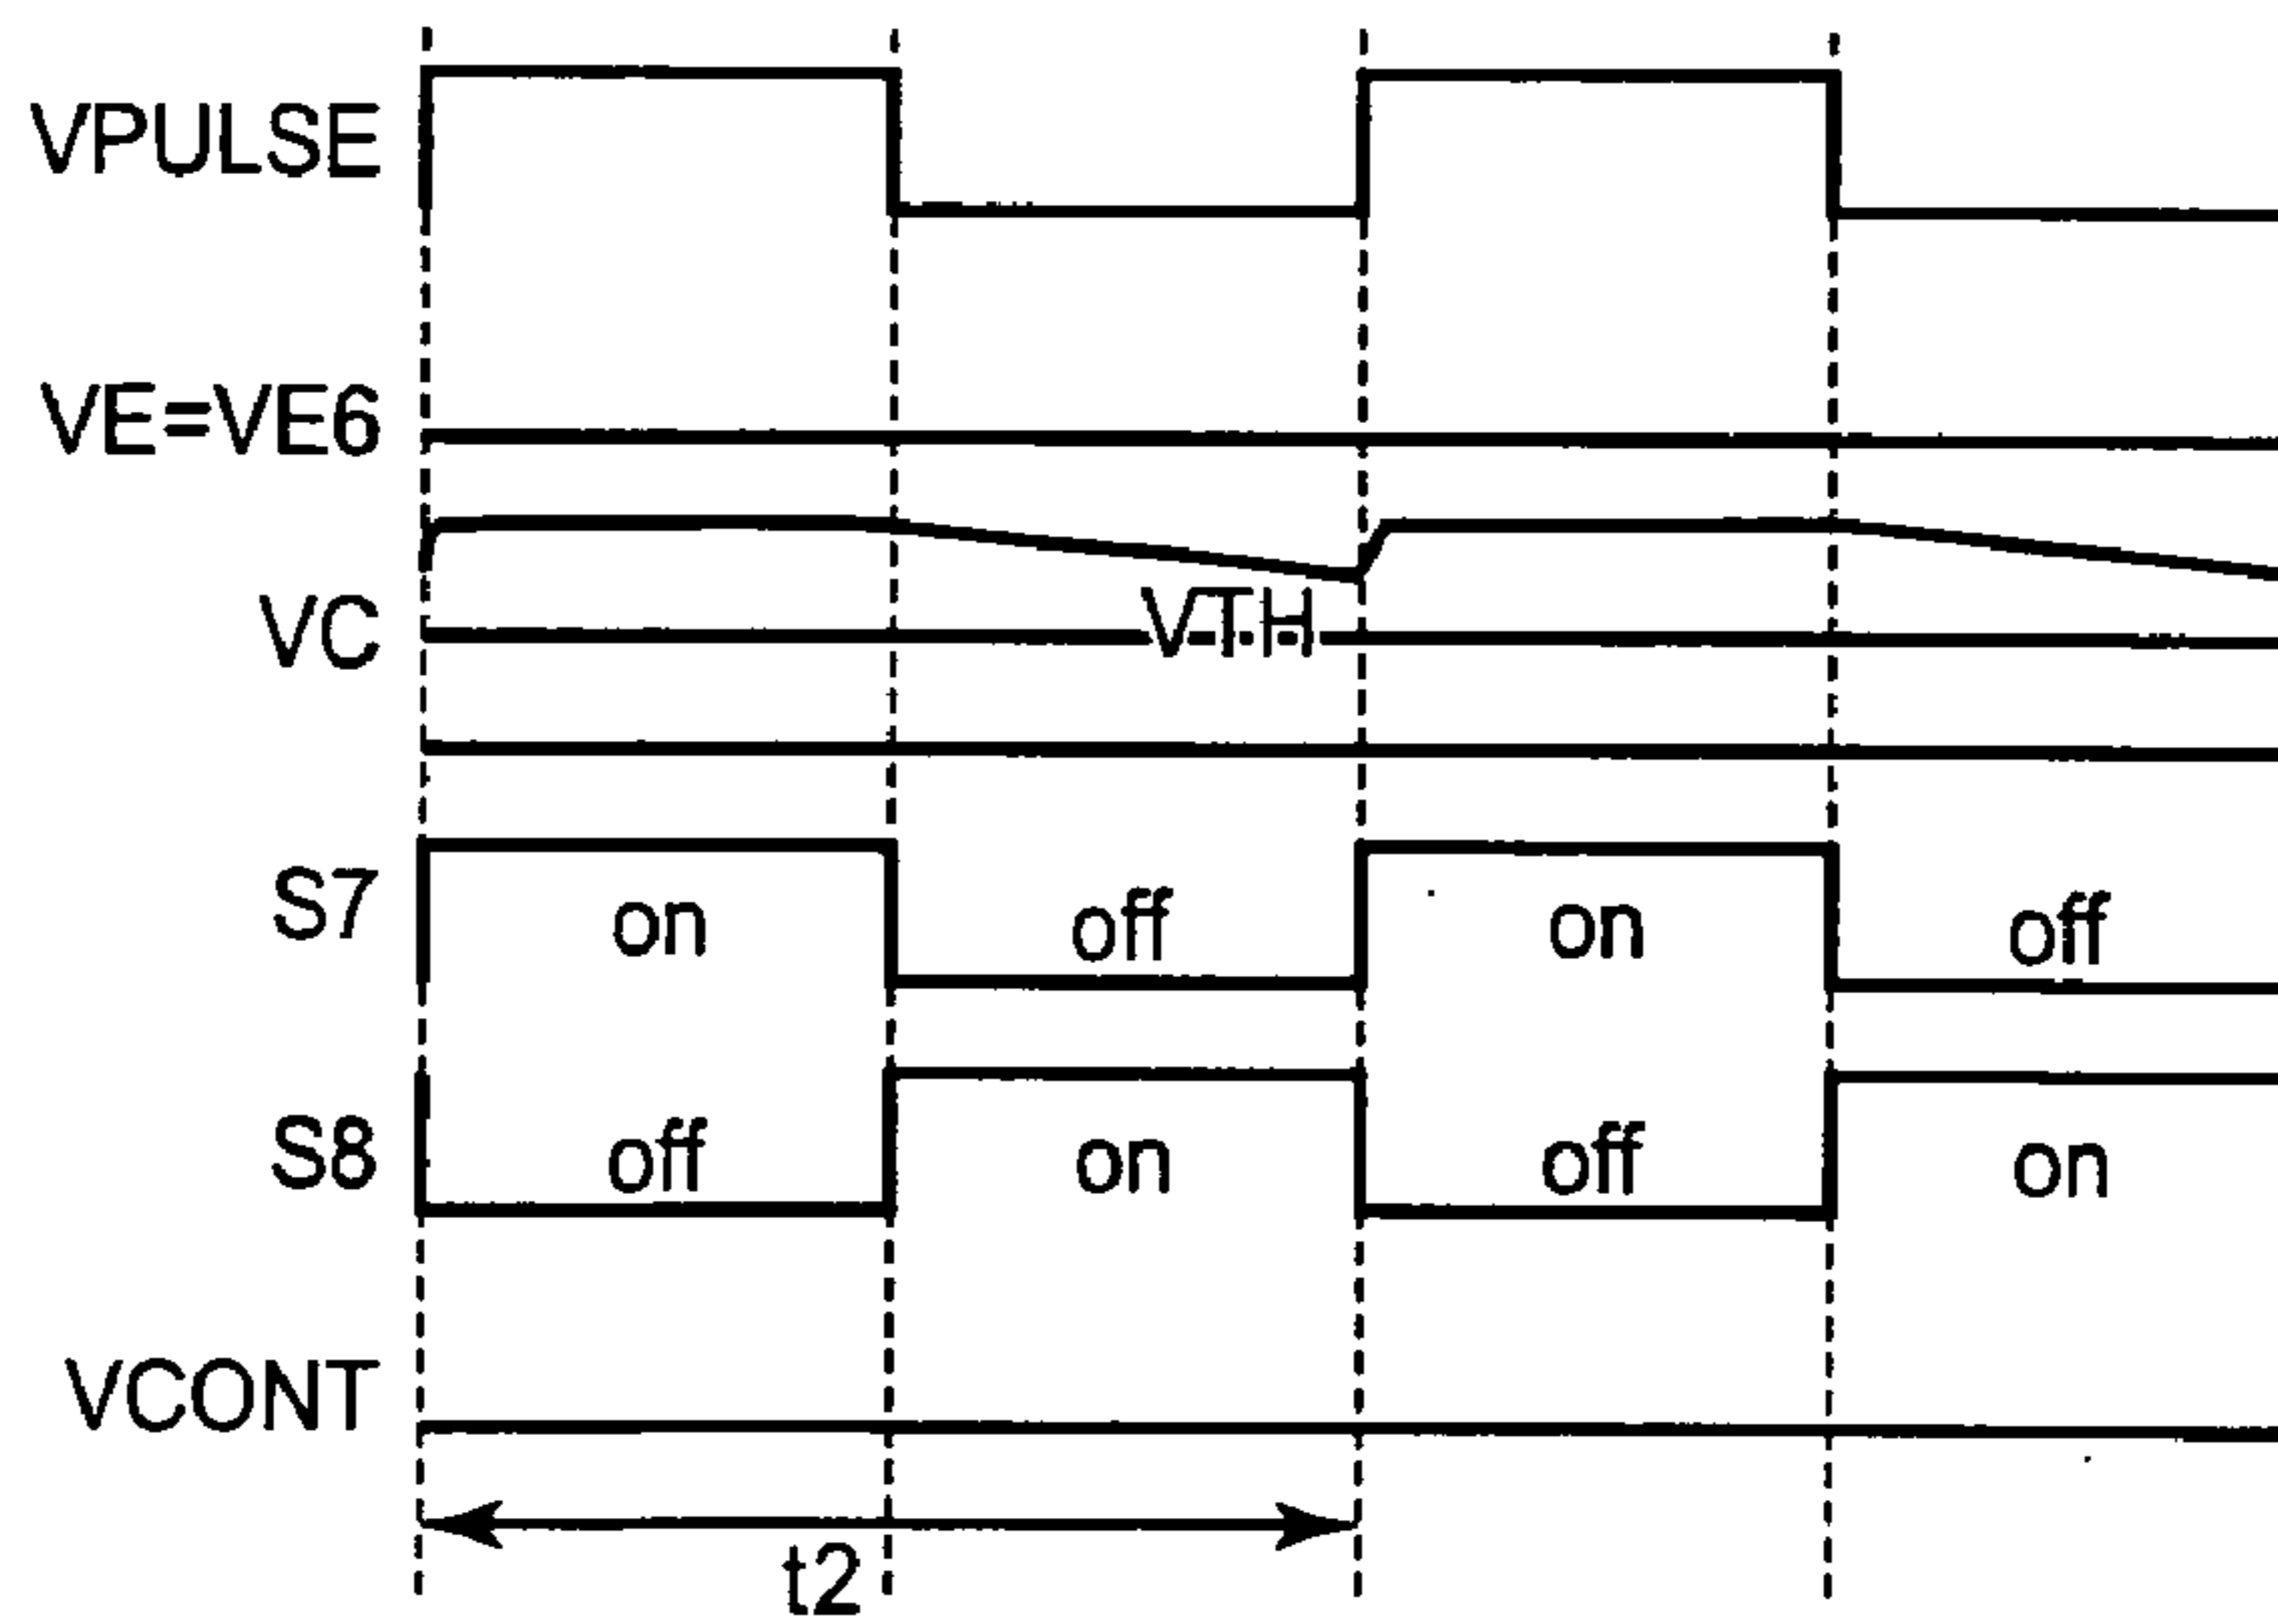 VPULSE
VE=VE6
VC
VTH
S7 on off on off
S8 off on off on
VCONT
t2